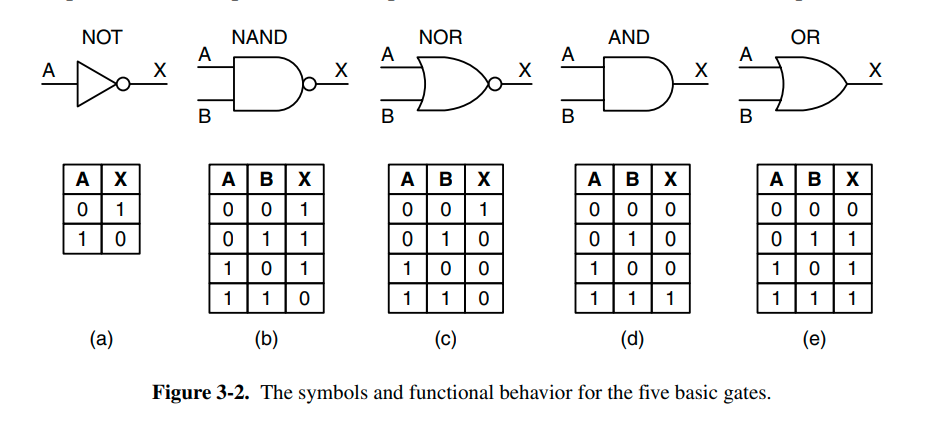 NOT
NAND
NOR
AND
OR
A X
A B X
A B X
A B X
A B X
A X
0 1
1 0
A B X
0 0 1
0 1 1
1 0 1
1 1 0
A B X
0 0 1
0 1 0
1 0 0
1 1 0
A B X
0 0 0
0 1 0
1 0 0
1 1 1
A B X
0 0 0
0 1 1
1 0 1
1 1 1
(a)
(b)
(c)
(d)
(e)
Figure 3-2. The symbols and functional behavior for the five basic gates.